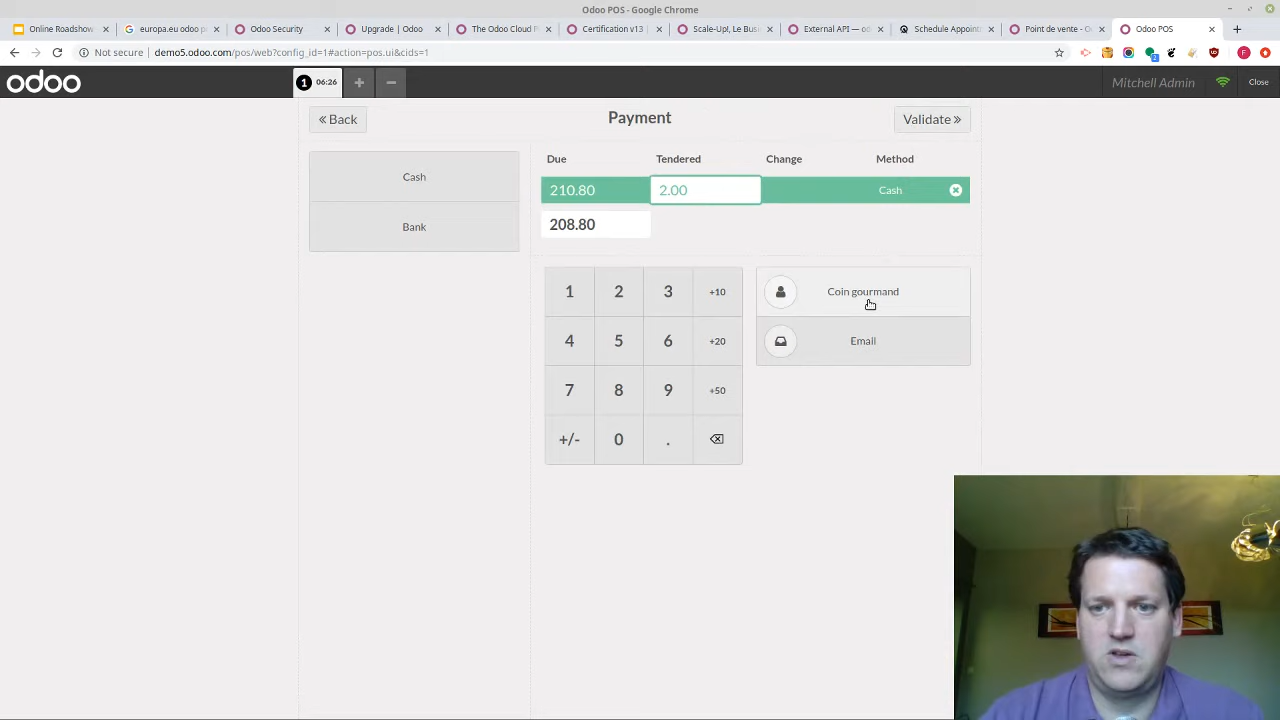 Odoo POS - Google Chrome
Online Roadshow
europa.eu odoo p
Odoo Security
Upgrade | Odoo
The Odoo Cloud P
Certification v13 |
Scale-Up!, Le Bus
External API — od
Schedule Appoint
Point de vente - O
Odoo POS
Not secure
demo5.odoo.com/pos/web?config_id=1#action=pos.ui&cids=1
odoo
1 06:26
+
−
Mitchell Admin
Close
Back
Payment
Validate
Cash
Bank
Due Tendered Change Method
210.80 2.00 Cash
208.80
1 2 3 +10
4 5 6 +20
7 8 9 +50
+/- 0 .
Coin gourmand
Email